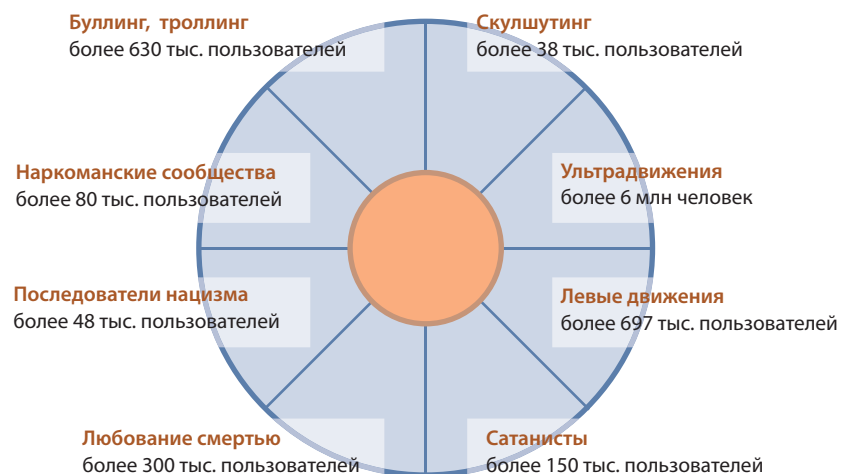 Буллинг, троллинг
более 630 тыс. пользователей
Скулшутинг
более 38 тыс. пользователей
Наркоманские сообщества
более 80 тыс. пользователей
Ультрадвижения
более 6 млн человек
Последователи нацизма
более 48 тыс. пользователей
Левые движения
более 697 тыс. пользователей
Любование смертью
более 300 тыс. пользователей
Сатанисты
более 150 тыс. пользователей